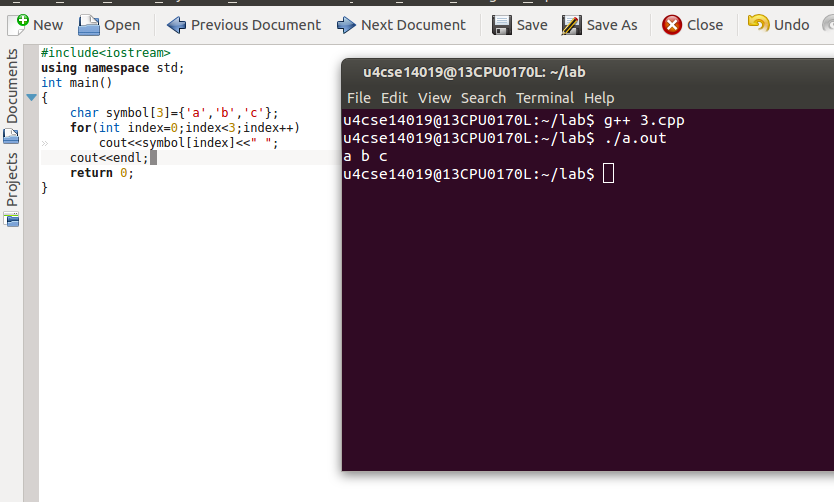 New Open Previous Document Next Document Save Save As Close Undo
Documents
Projects
#include<iostream>
using namespace std;
int main()
{
    char symbol[3]={'a','b','c'};
    for(int index=0;index<3;index++)
»       cout<<symbol[index]<<" ";
    cout<<endl;
    return 0;
}
u4cse14019@13CPU0170L: ~/lab
File Edit View Search Terminal Help
u4cse14019@13CPU0170L:~/lab$ g++ 3.cpp
u4cse14019@13CPU0170L:~/lab$ ./a.out
a b c
u4cse14019@13CPU0170L:~/lab$